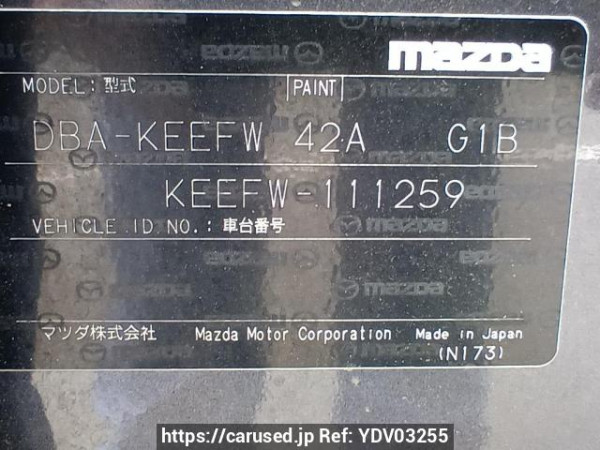 mazda
MODEL: 型式 PAINT
DBA-KEEFW 42A G1B
KEEFW-111259
VEHICLE ID NO.: 車台番号
マツダ株式会社 Mazda Motor Corporation Made in Japan
(N173)
https://carused.jp Ref: YDV03255